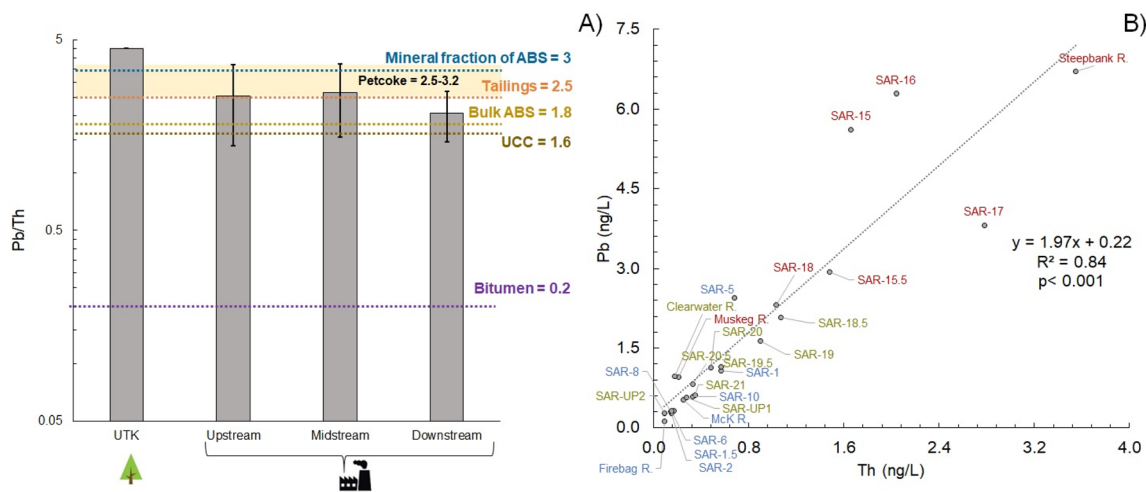 A)
5
0.5
0.05
Pb/Th
Mineral fraction of ABS = 3
Petcoke = 2.5-3.2
Tailings = 2.5
Bulk ABS = 1.8
UCC = 1.6
Bitumen = 0.2
UTK
Upstream
Midstream
Downstream
B)
7.5
6.0
4.5
3.0
1.5
0.0
Pb (ng/L)
Steepbank R.
SAR-16
SAR-15
SAR-17
y = 1.97x + 0.22
R² = 0.84
p< 0.001
SAR-18
SAR-15.5
SAR-5
Clearwater R.
Muskeg R.
SAR-18.5
SAR-20
SAR-19
SAR-20.5
SAR-19.5
SAR-8
SAR-1
SAR-21
SAR-UP2
SAR-10
SAR-UP1
McK R.
SAR-6
SAR-1.5
Firebag R.
SAR-2
0.0
0.8
1.6
2.4
3.2
4.0
Th (ng/L)